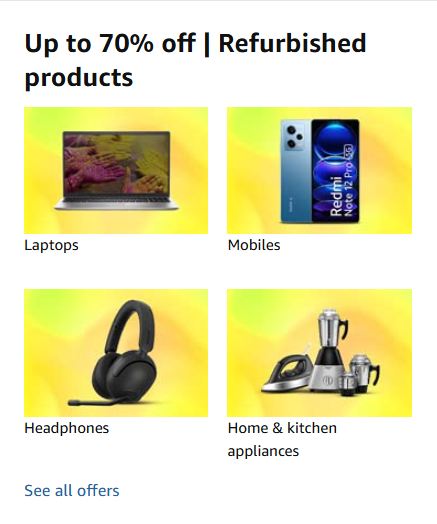 Up to 70% off | Refurbished
products
Laptops
Redmi
Note 12 Pro 5G
Mobiles
Headphones
Home & kitchen
appliances
See all offers